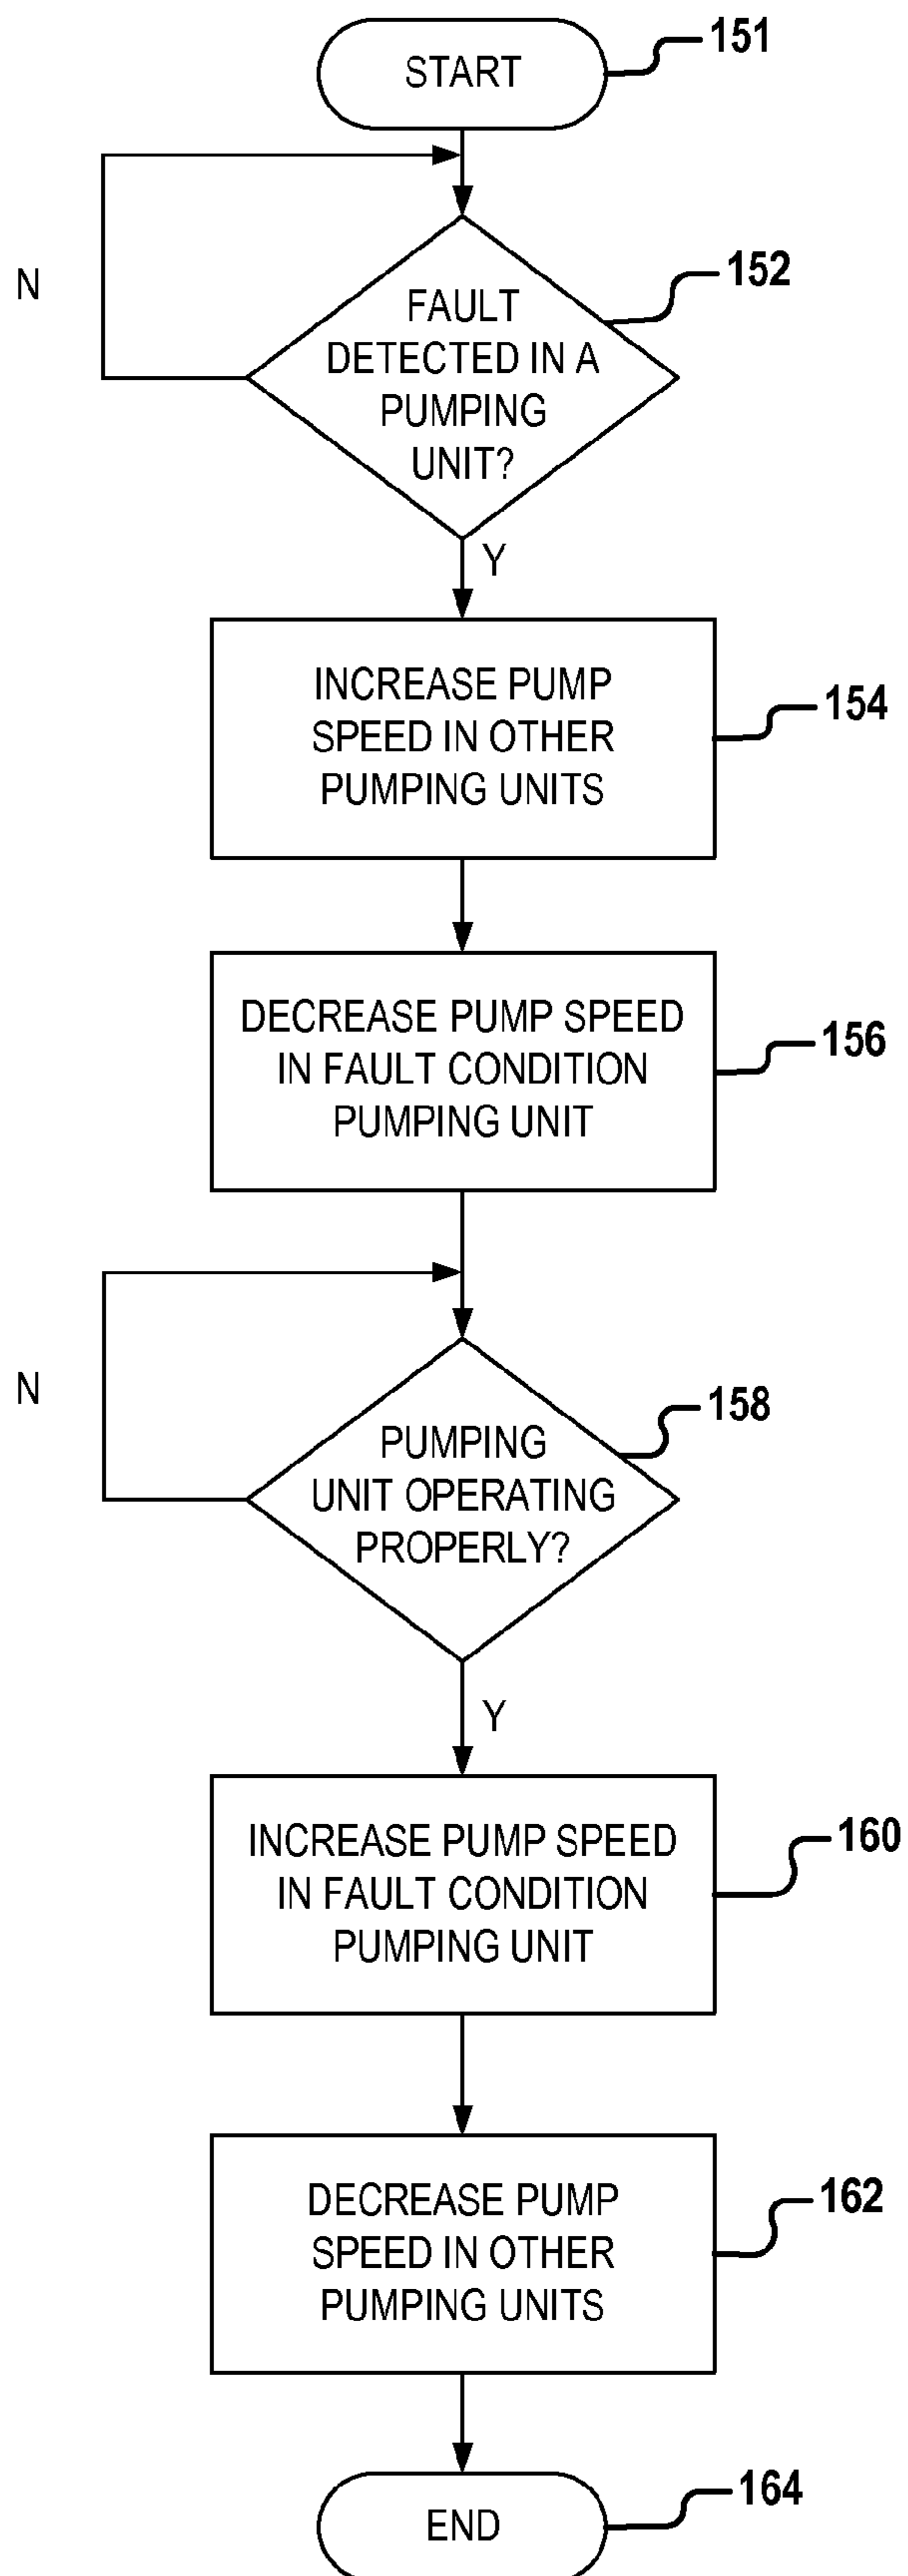 START
151
N
152
FAULT
DETECTED IN A
PUMPING
UNIT?
Y
INCREASE PUMP
SPEED IN OTHER
PUMPING UNITS
154
DECREASE PUMP SPEED
IN FAULT CONDITION
PUMPING UNIT
156
N
158
PUMPING
UNIT OPERATING
PROPERLY?
Y
INCREASE PUMP SPEED
IN FAULT CONDITION
PUMPING UNIT
160
DECREASE PUMP
SPEED IN OTHER
PUMPING UNITS
162
END
164